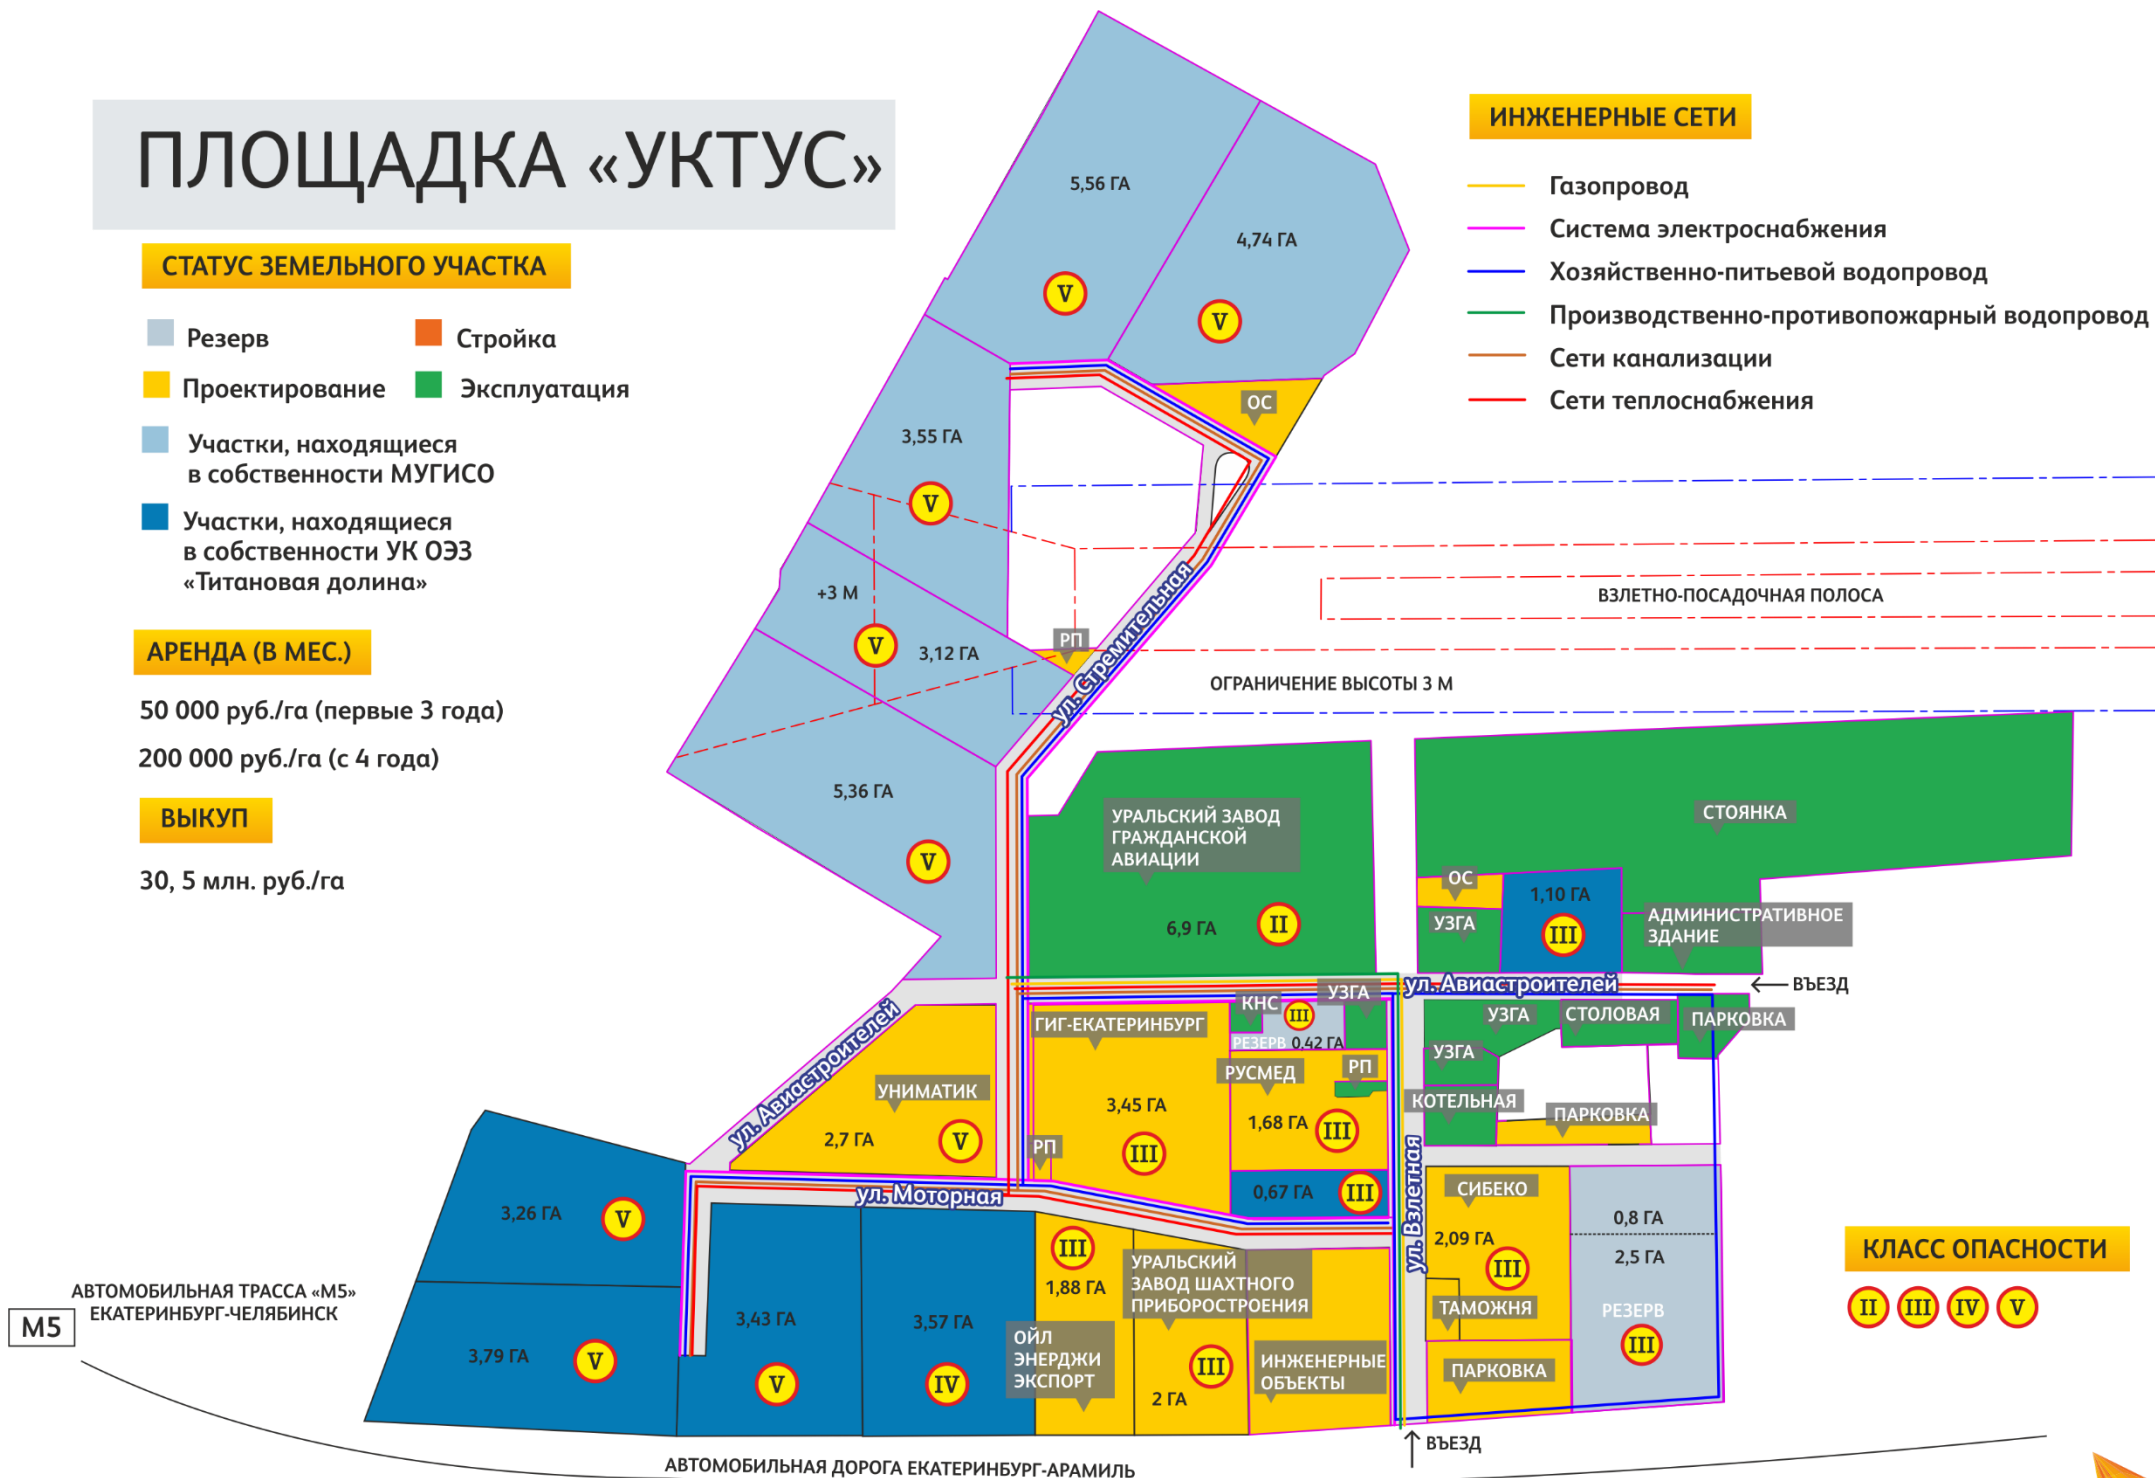 ПЛОЩАДКА «УКТУС»
СТАТУС ЗЕМЕЛЬНОГО УЧАСТКА
Резерв
Стройка
Проектирование
Эксплуатация
Участки, находящиеся
в собственности МУГИСО
Участки, находящиеся
в собственности УК ОЭЗ
«Титановая долина»
АРЕНДА (В МЕС.)
50 000 руб./га (первые 3 года)
200 000 руб./га (с 4 года)
ВЫКУП
30, 5 млн. руб./га
ИНЖЕНЕРНЫЕ СЕТИ
Газопровод
Система электроснабжения
Хозяйственно-питьевой водопровод
Производственно-противопожарный водопровод
Сети канализации
Сети теплоснабжения
5,56 ГА
V
4,74 ГА
V
ОС
3,55 ГА
V
+3 М
V
3,12 ГА
РП
ул. Стремительная
ВЗЛЕТНО-ПОСАДОЧНАЯ ПОЛОСА
ОГРАНИЧЕНИЕ ВЫСОТЫ 3 М
5,36 ГА
V
УРАЛЬСКИЙ ЗАВОД
ГРАЖДАНСКОЙ
АВИАЦИИ
6,9 ГА
II
СТОЯНКА
ОС
УЗГА
1,10 ГА
III
АДМИНИСТРАТИВНОЕ
ЗДАНИЕ
ул. Авиастроителей
ВЪЕЗД
ул. Авиастроителей
УНИМАТИК
2,7 ГА
V
ГИГ-ЕКАТЕРИНБУРГ
3,45 ГА
III
РП
КНС
III
УЗГА
РЕЗЕРВ 0,42 ГА
РУСМЕД
РП
1,68 ГА
III
0,67 ГА
III
УЗГА
СТОЛОВАЯ
ПАРКОВКА
УЗГА
КОТЕЛЬНАЯ
ПАРКОВКА
ул. Моторная
ул. Взлетная
3,26 ГА
V
3,79 ГА
V
3,43 ГА
V
3,57 ГА
IV
III
1,88 ГА
ОЙЛ
ЭНЕРДЖИ
ЭКСПОРТ
УРАЛЬСКИЙ
ЗАВОД ШАХТНОГО
ПРИБОРОСТРОЕНИЯ
III
2 ГА
ИНЖЕНЕРНЫЕ
ОБЪЕКТЫ
СИБЕКО
2,09 ГА
III
ТАМОЖНЯ
ПАРКОВКА
0,8 ГА
2,5 ГА
РЕЗЕРВ
III
КЛАСС ОПАСНОСТИ
II III IV V
АВТОМОБИЛЬНАЯ ТРАССА «М5»
ЕКАТЕРИНБУРГ-ЧЕЛЯБИНСК
М5
ВЪЕЗД
АВТОМОБИЛЬНАЯ ДОРОГА ЕКАТЕРИНБУРГ-АРАМИЛЬ